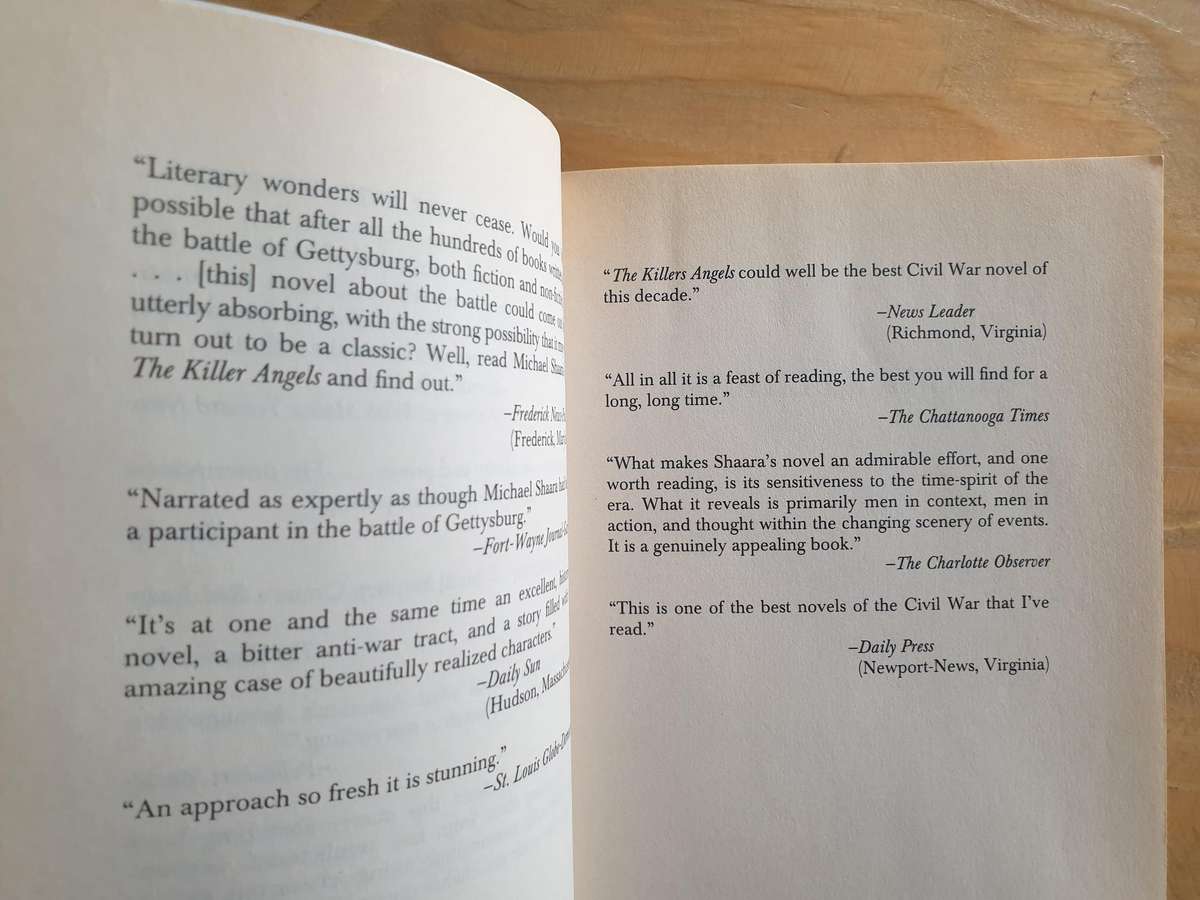 “Literary wonders will never cease. Would you
possible that after all the hundreds of books
the battle of Gettysburg, both fiction and
. . . [this] novel about the battle could come
utterly absorbing, with the strong possibility that it
turn out to be a classic? Well, read Michael
The Killer Angels and find out.”
–Frederick
(Frederick,
“Narrated as expertly as though Michael Shaara had
a participant in the battle of Gettysburg.”
–Fort-Wayne
“It’s at one and the same time an excellent,
novel, a bitter anti-war tract, and a story filled
amazing case of beautifully realized characters.”
–Daily Sun
(Hudson,
“An approach so fresh it is stunning.”
–St. Louis
“The Killers Angels could well be the best Civil War novel of
this decade.”
–News Leader
(Richmond, Virginia)
“All in all it is a feast of reading, the best you will find for a
long, long time.”
–The Chattanooga Times
“What makes Shaara’s novel an admirable effort, and one
worth reading, is its sensitiveness to the time-spirit of the
era. What it reveals is primarily men in context, men in
action, and thought within the changing scenery of events.
It is a genuinely appealing book.”
–The Charlotte Observer
“This is one of the best novels of the Civil War that I’ve
read.”
–Daily Press
(Newport-News, Virginia)